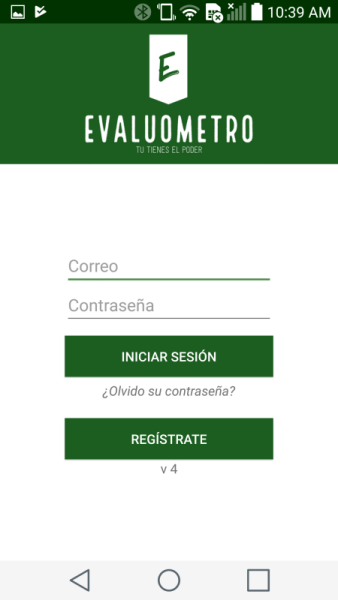 10:39 AM
E
EVALUOMETRO
TU TIENES EL PODER
Correo
Contraseña
INICIAR SESIÓN
¿Olvido su contraseña?
REGÍSTRATE
v 4